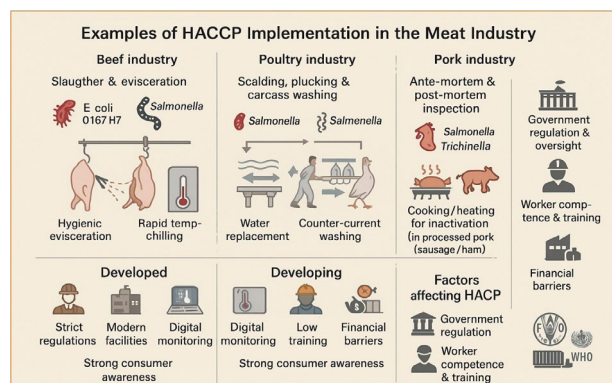 Examples of HACCP Implementation in the Meat Industry
Beef industry
Slaugther & evisceration
E coli
0167 H7
Salmonella
Hygienic
evisceration
Rapid temp-
chilling
Poultry industry
Scalding, plucking &
carcass washing
Salmonella
Salmenella
Water
replacement
Counter-current
washing
Pork industry
Ante-mortem &
post-mortem
inspection
Salmonella
Trichinella
Cooking/heating
for inactivation
(in processed pork
(sausage/ham)
Government
regulation &
oversight
Worker comp-
tence & training
Financial
barriers
Developed
Strict
regulations
Modern
facilities
Digital
monitoring
Strong consumer
awareness
Developing
Digital
monitoring
Low
training
Financial
barriers
Strong consumer awareness
Factors
affecting HACP
Government
regulation
Worker
competence
& training
FAO
WHO